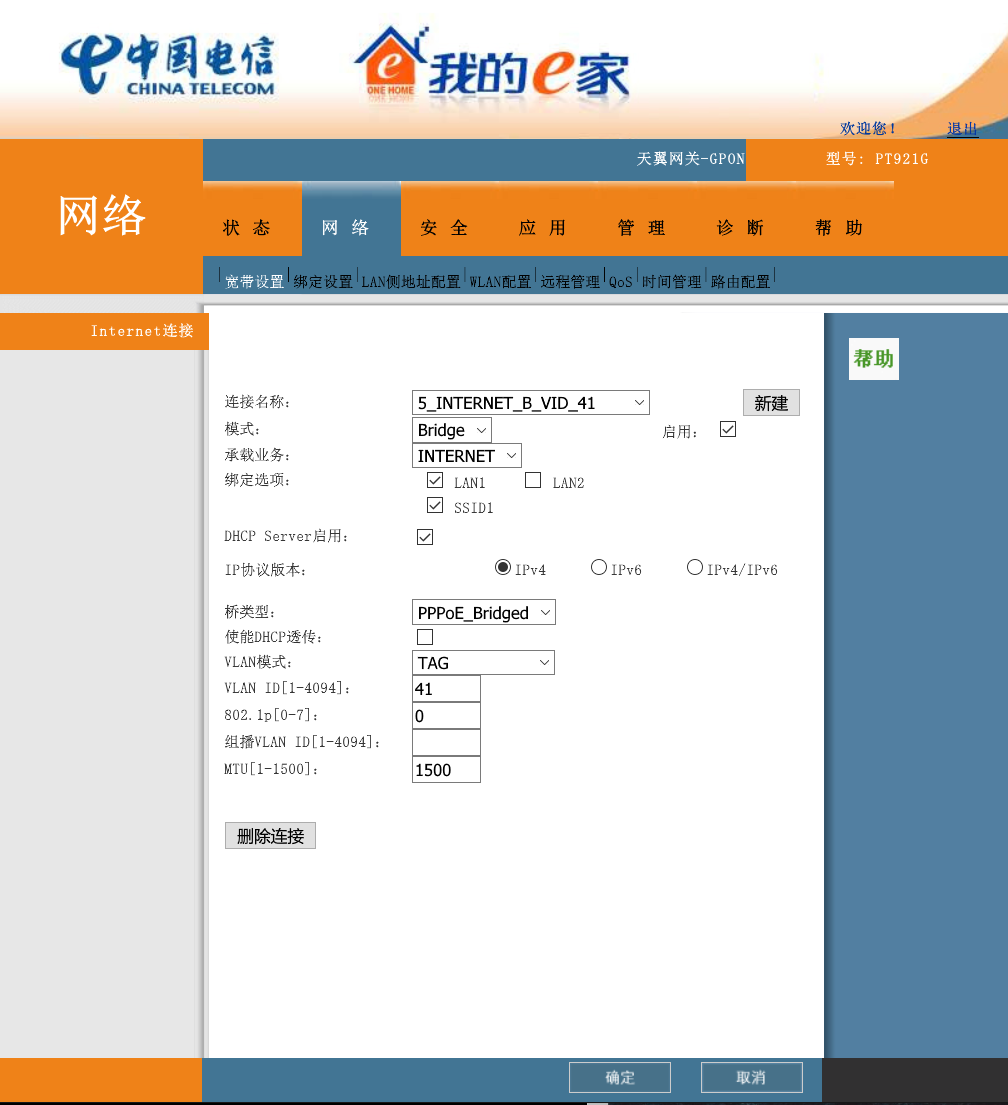 中国电信
CHINA TELECOM
ONE HOME
我的e家
欢迎您！ 退出
天翼网关-GPON 型号: PT921G
网络
状 态 网 络 安 全 应 用 管 理 诊 断 帮 助
宽带设置 绑定设置 LAN侧地址配置 WLAN配置 远程管理 QoS 时间管理 路由配置
Internet连接
帮助
连接名称: 5_INTERNET_B_VID_41 新建
模式: Bridge 启用:
承载业务: INTERNET
绑定选项: LAN1 LAN2
SSID1
DHCP Server启用:
IP协议版本: IPv4 IPv6 IPv4/IPv6
桥类型: PPPoE_Bridged
使能DHCP透传:
VLAN模式: TAG
VLAN ID[1-4094]: 41
802.1p[0-7]: 0
组播VLAN ID[1-4094]:
MTU[1-1500]: 1500
删除连接
确定 取消